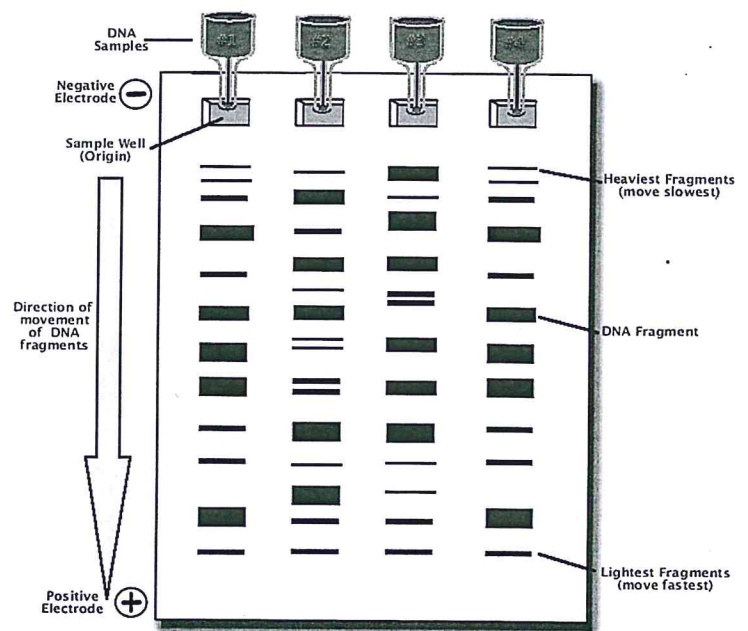 DNA
Samples
#1
#2
#3
#4
Negative
Electrode
−
Sample Well
(Origin)
Heaviest Fragments
(move slowest)
Direction of
movement
of DNA
fragments
DNA Fragment
Positive
Electrode
+
Lightest Fragments
(move fastest)